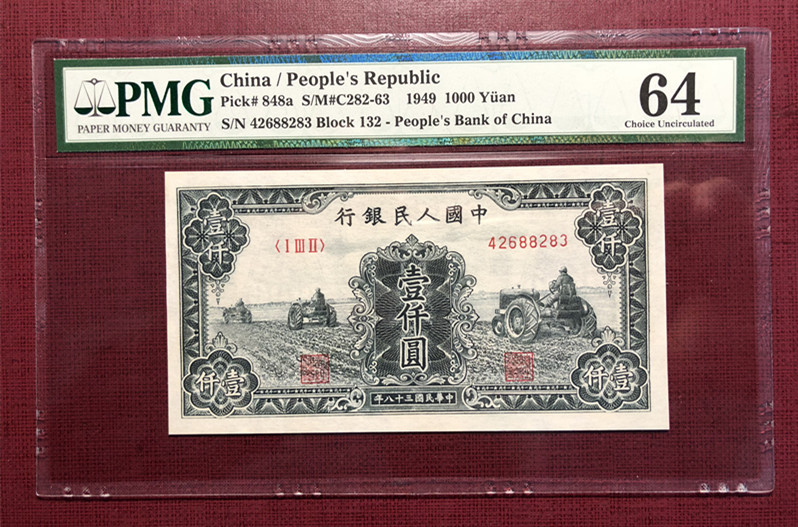 PMG
PAPER MONEY GUARANTY
China / People's Republic
Pick# 848a S/M#C282-63 1949 1000 Yüan
S/N 42688283 Block 132 - People's Bank of China
64
Choice Uncirculated
中國人民銀行
壹仟
壹仟
〈I III II〉
42688283
壹仟圓
壹仟
壹仟
中華民國三十八年